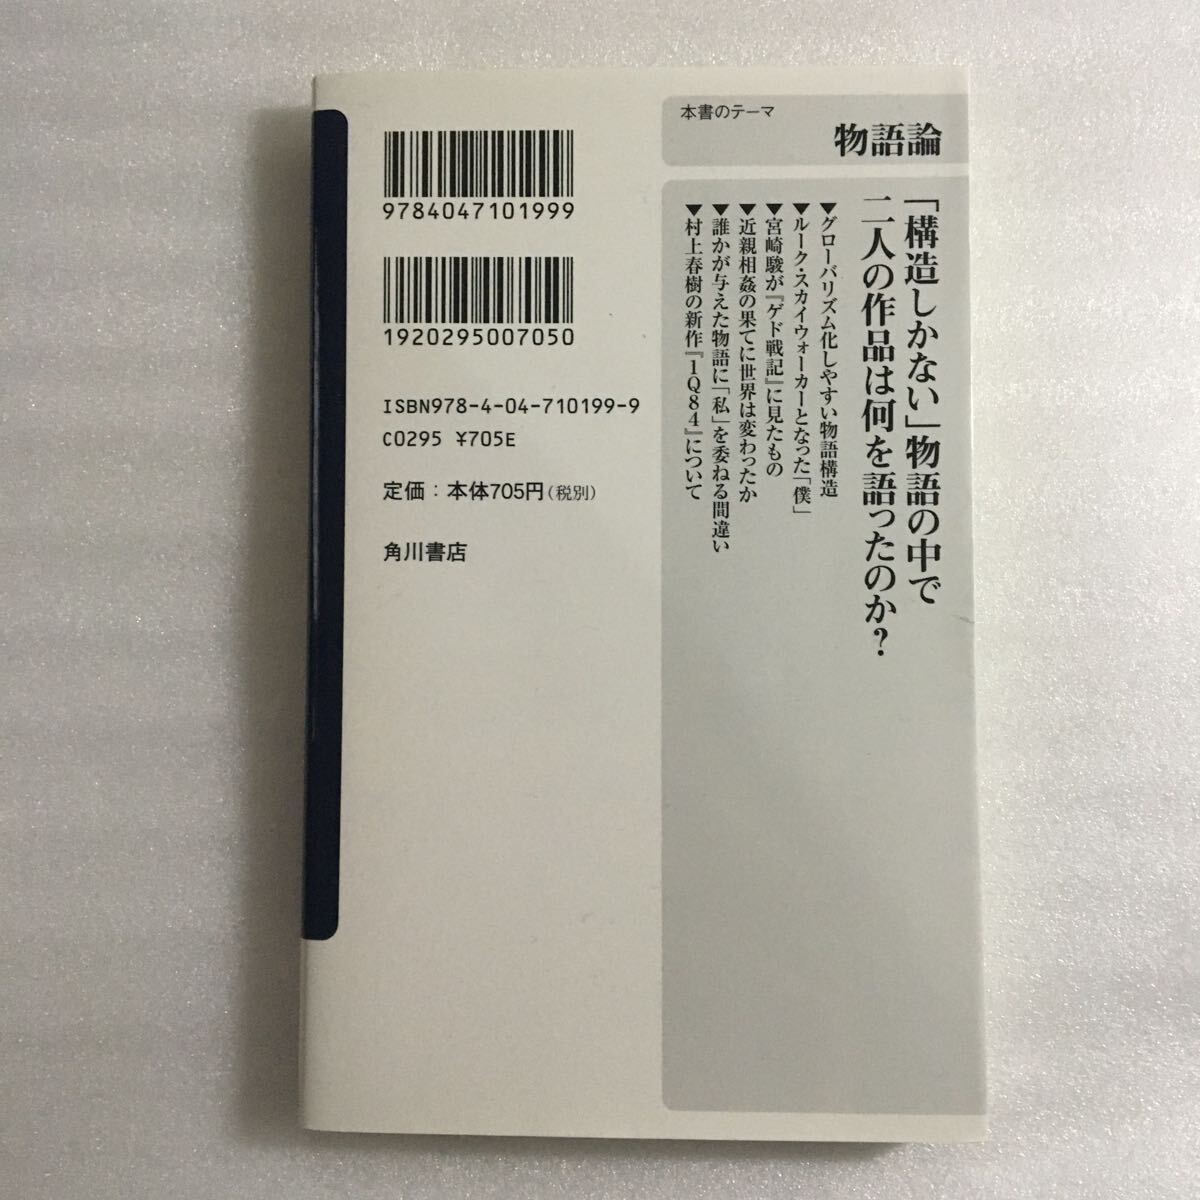 本書のテーマ
物語論
「構造しかない」物語の中で
二人の作品は何を語ったのか？
▼グローバリズム化しやすい物語構造
▼ルーク・スカイウォーカーとなった「僕」
▼宮崎駿が『ゲド戦記』に見たもの
▼近親相姦の果てに世界は変わったか
▼誰かが与えた物語に「私」を委ねる間違い
▼村上春樹の新作『1Q84』について
9784047101999
1920295007050
ISBN978-4-04-710199-9
C0295 ¥705E
定価：本体705円（税別）
角川書店